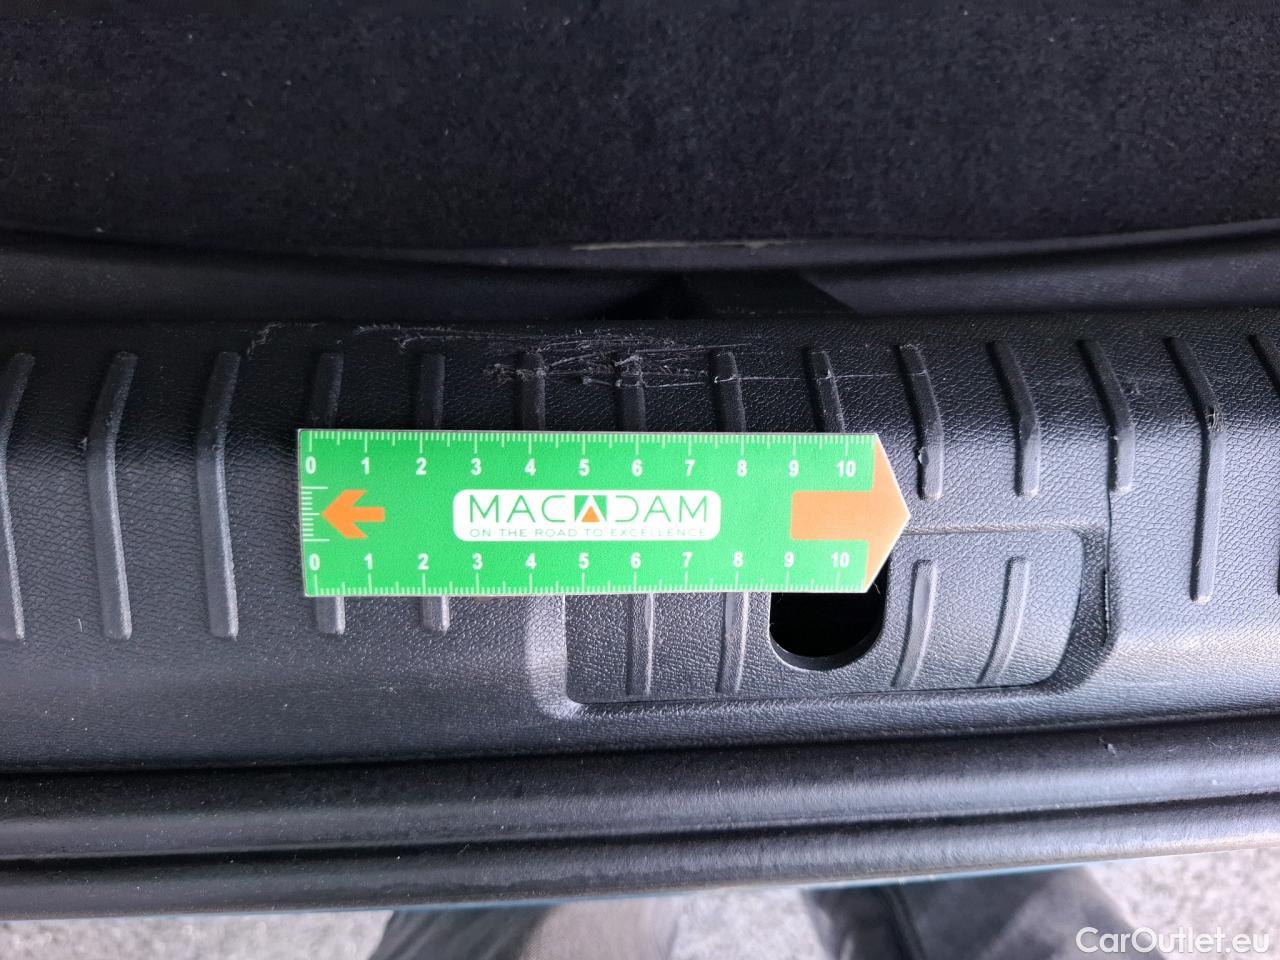 0 1 2 3 4 5 6 7 8 9 10
MACADAM
ON THE ROAD TO EXCELLENCE
0 1 2 3 4 5 6 7 8 9 10
CarOutlet.eu